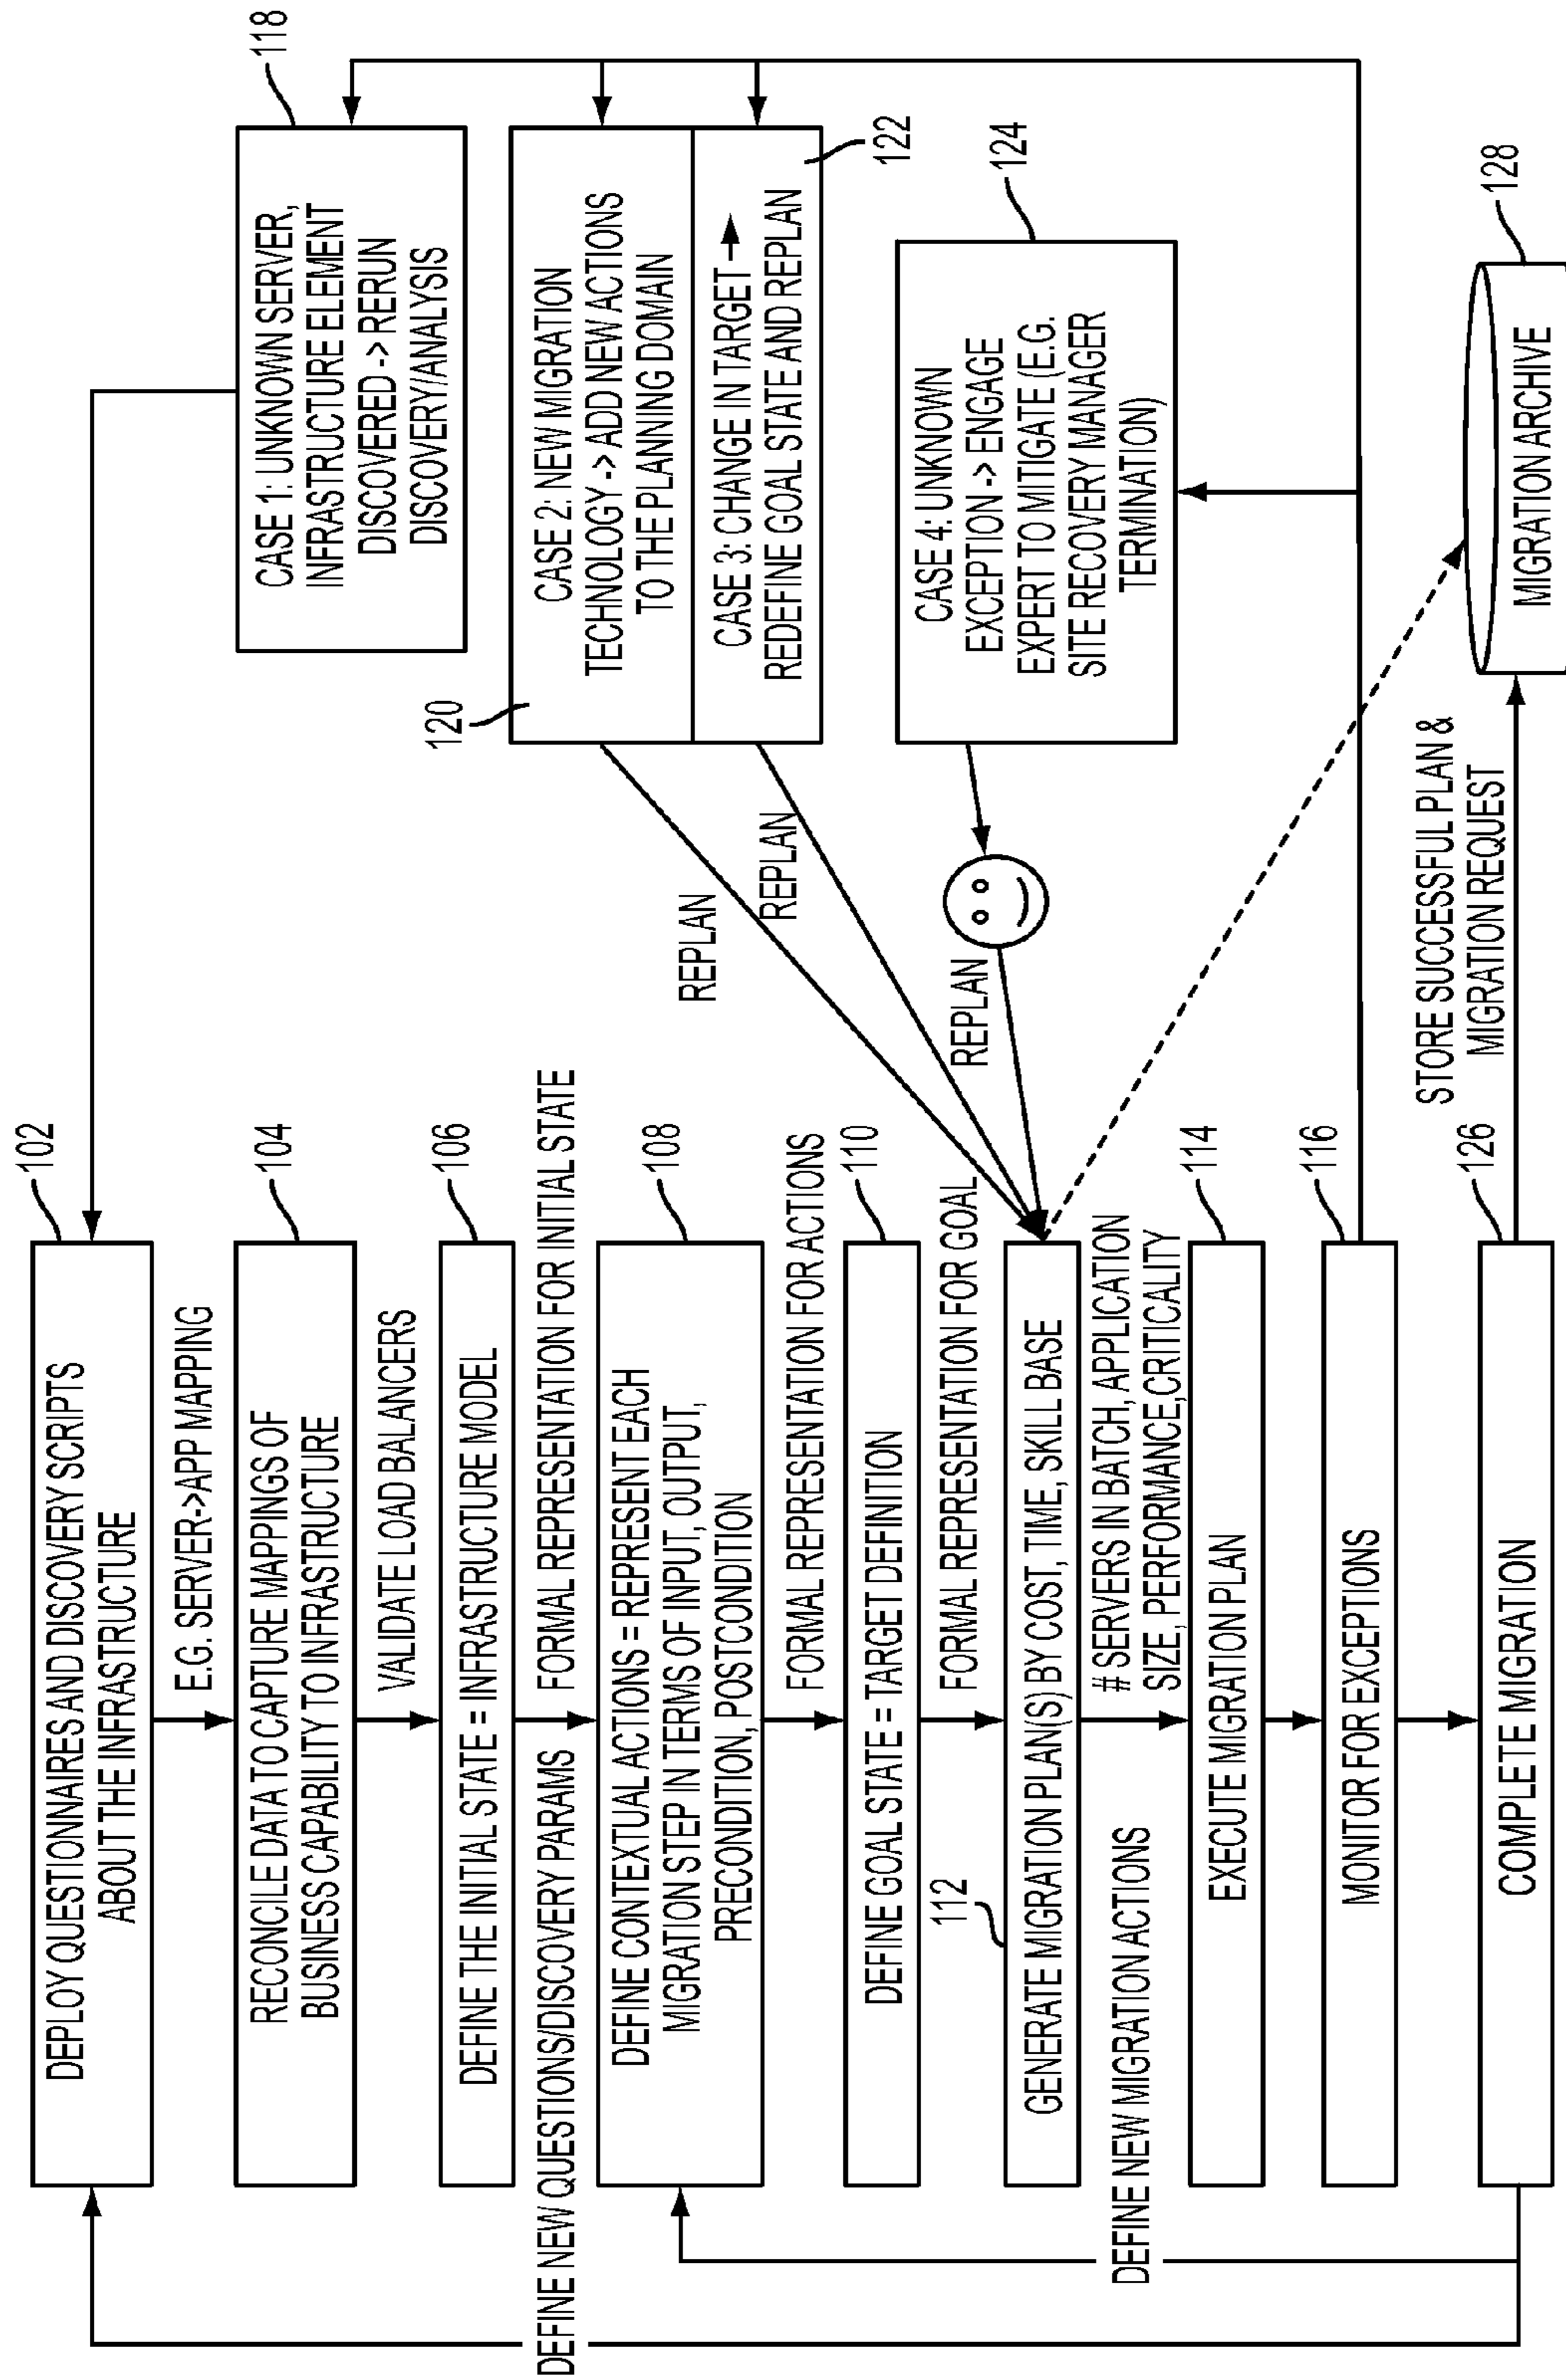 102
DEPLOY QUESTIONNAIRES AND DISCOVERY SCRIPTS
ABOUT THE INFRASTRUCTURE
E.G. SERVER->APP MAPPING
104
RECONCILE DATA TO CAPTURE MAPPINGS OF
BUSINESS CAPABILITY TO INFRASTRUCTURE
VALIDATE LOAD BALANCERS
106
DEFINE THE INITIAL STATE = INFRASTRUCTURE MODEL
DEFINE NEW QUESTIONS/DISCOVERY PARAMS
FORMAL REPRESENTATION FOR INITIAL STATE
108
DEFINE CONTEXTUAL ACTIONS = REPRESENT EACH
MIGRATION STEP IN TERMS OF INPUT, OUTPUT,
PRECONDITION, POSTCONDITION
FORMAL REPRESENTATION FOR ACTIONS
110
DEFINE GOAL STATE = TARGET DEFINITION
FORMAL REPRESENTATION FOR GOAL
112
GENERATE MIGRATION PLAN(S) BY COST, TIME, SKILL BASE
# SERVERS IN BATCH, APPLICATION
SIZE, PERFORMANCE,CRITICALITY
DEFINE NEW MIGRATION ACTIONS
114
EXECUTE MIGRATION PLAN
116
MONITOR FOR EXCEPTIONS
126
COMPLETE MIGRATION
118
CASE 1: UNKNOWN SERVER,
INFRASTRUCTURE ELEMENT
DISCOVERED -> RERUN
DISCOVERY/ANALYSIS
120
CASE 2: NEW MIGRATION
TECHNOLOGY -> ADD NEW ACTIONS
TO THE PLANNING DOMAIN
122
CASE 3: CHANGE IN TARGET →
REDEFINE GOAL STATE AND REPLAN
REPLAN
REPLAN
124
CASE 4: UNKNOWN
EXCEPTION -> ENGAGE
EXPERT TO MITIGATE (E.G.
SITE RECOVERY MANAGER
TERMINATION)
REPLAN
STORE SUCCESSFUL PLAN &
MIGRATION REQUEST
128
MIGRATION ARCHIVE